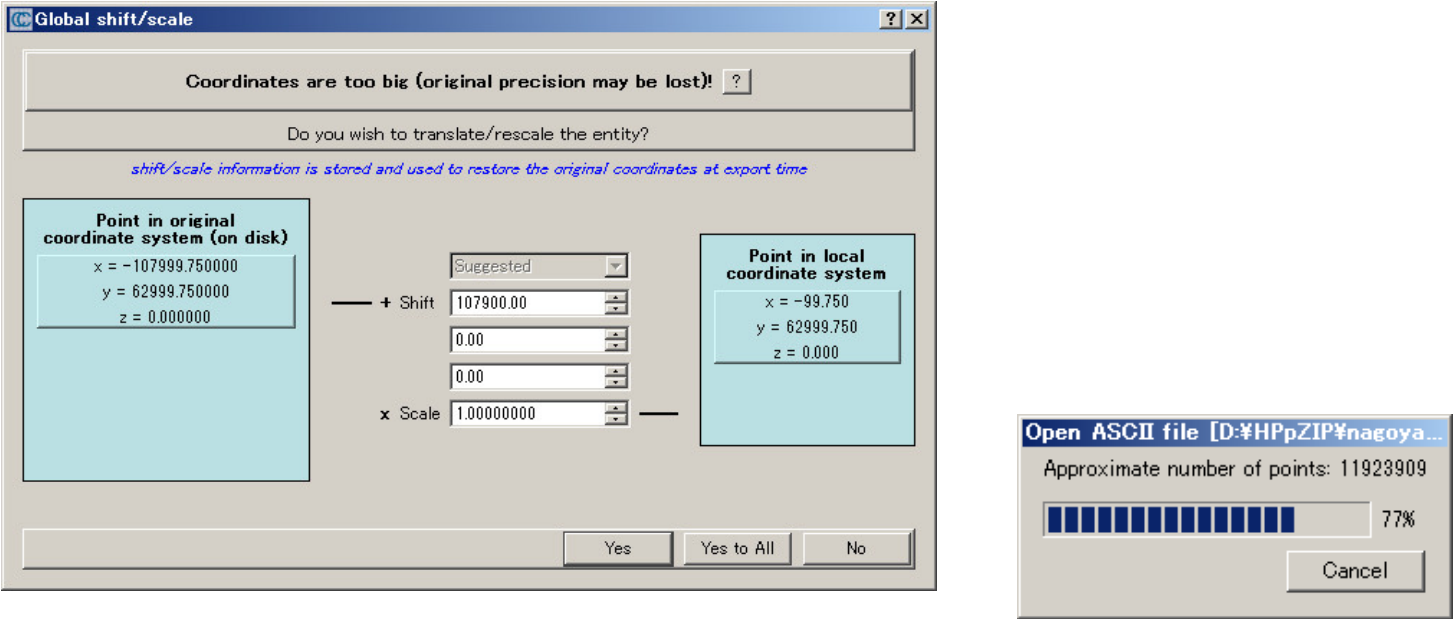 Global shift/scale
Coordinates are too big (original precision may be lost)! ?
Do you wish to translate/rescale the entity?
shift/scale information is stored and used to restore the original coordinates at export time
Point in original
coordinate system (on disk)
x = -107999.750000
y = 62999.750000
z = 0.000000
Suggested
+ Shift 107900.00
0.00
0.00
x Scale 1.00000000
Point in local
coordinate system
x = -99.750
y = 62999.750
z = 0.000
Yes Yes to All No
Open ASCII file [D:¥HPpZIP¥nagoya...
Approximate number of points: 11923909
77%
Cancel